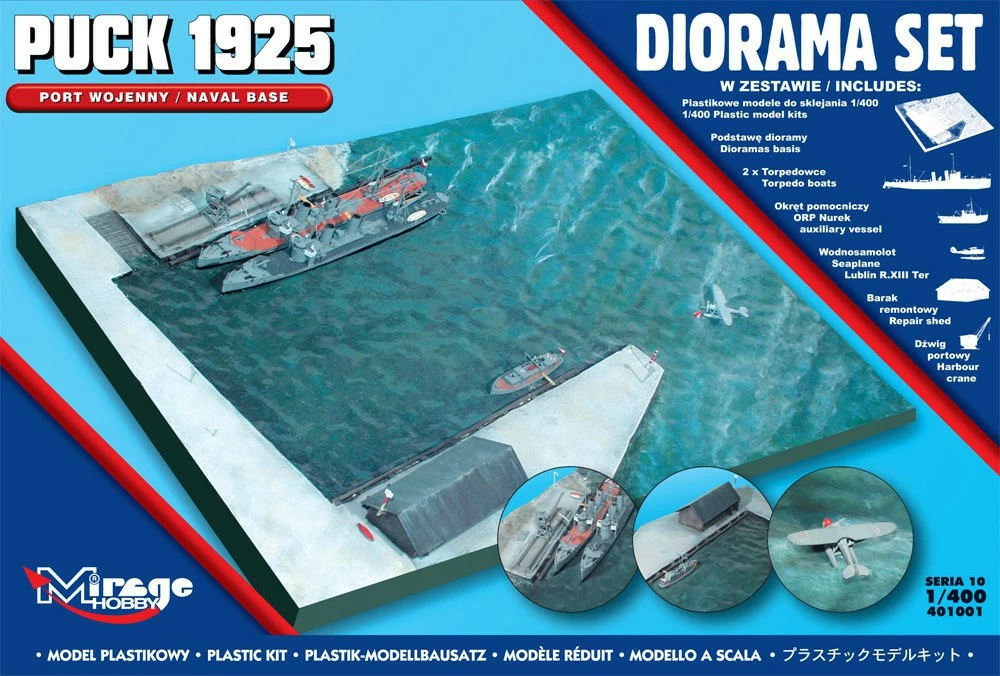 PUCK 1925
PORT WOJENNY / NAVAL BASE
DIORAMA SET
W ZESTAWIE / INCLUDES:
Plastikowe modele do sklejania 1/400
1/400 Plastic model kits
Podstawę dioramy
Dioramas basis
2 x Torpedowce
Torpedo boats
Okręt pomocniczy
ORP Nurek
auxiliary vessel
Wodnosamolot
Seaplane
Lublin R.XIII Ter
Barak
remontowy
Repair shed
Dźwig
portowy
Harbour
crane
Mirage®
HOBBY
SERIA 10
1/400
401001
• MODEL PLASTIKOWY • PLASTIC KIT • PLASTIK-MODELLBAUSATZ • MODÈLE RÉDUIT • MODELLO A SCALA • プラスチックモデルキット •